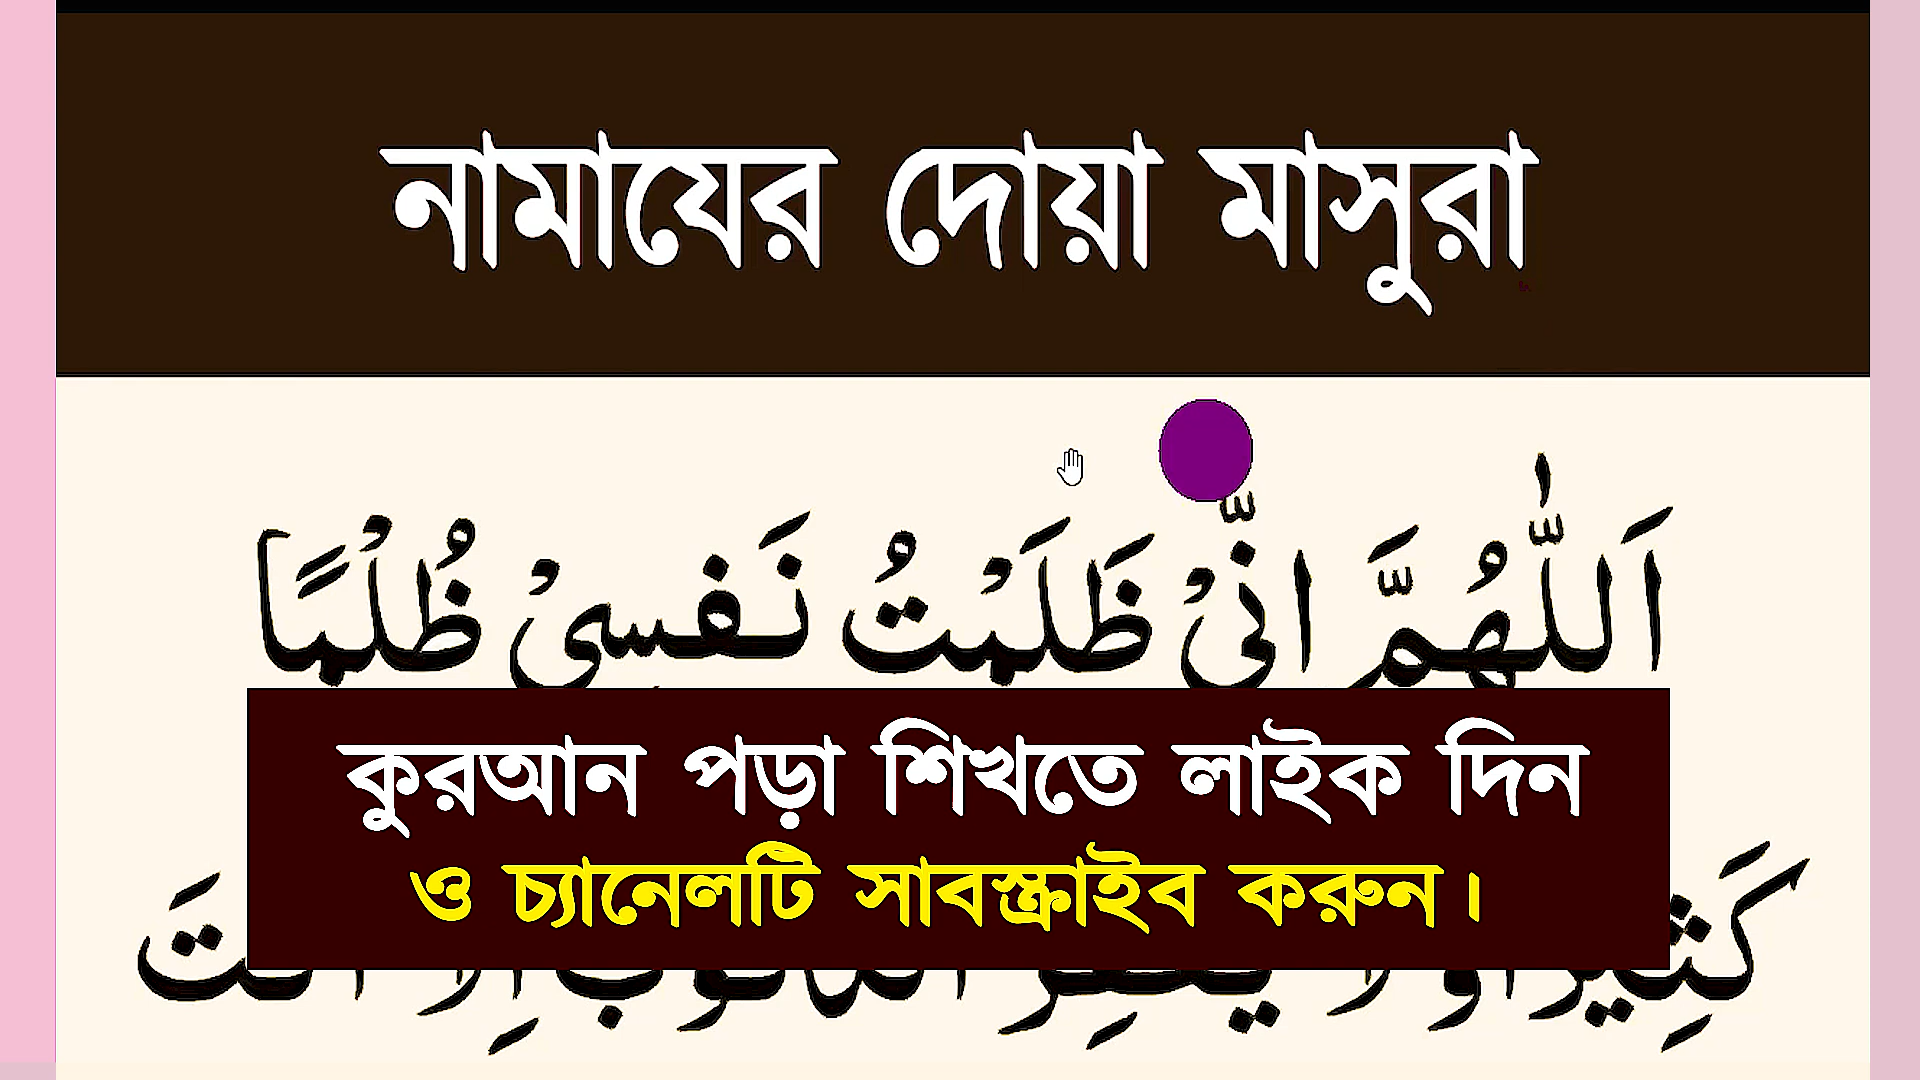 নামাযের দোয়া মাসুরা
اَللّٰهُمَّ اِنِّىْ ظَلَمْتُ نَفْسِىْ ظُلْمًا
কুরআন পড়া শিখতে লাইক দিন
ও চ্যানেলটি সাবস্ক্রাইব করুন।